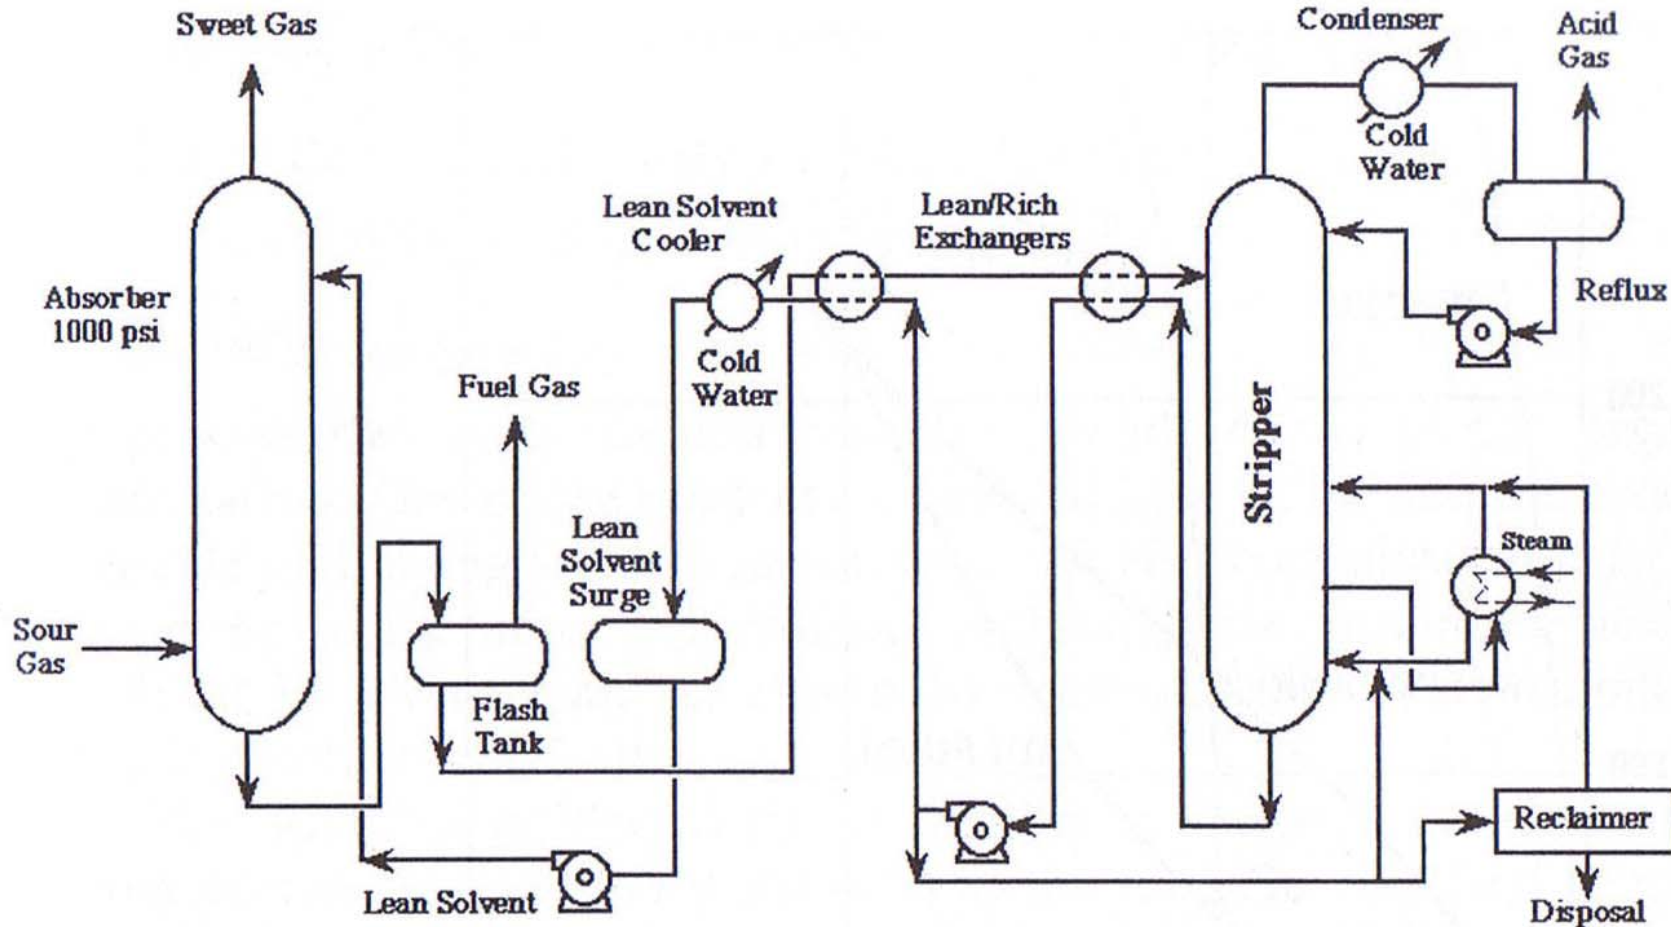 Sweet Gas
Condenser
Acid
Gas
Cold
Water
Lean Solvent
Cooler
Lean/Rich
Exchangers
Absorber
1000 psi
Reflux
Cold
Water
Fuel Gas
Stripper
Lean
Solvent
Surge
Steam
Sour
Gas
Flash
Tank
Reclaimer
Lean Solvent
Disposal